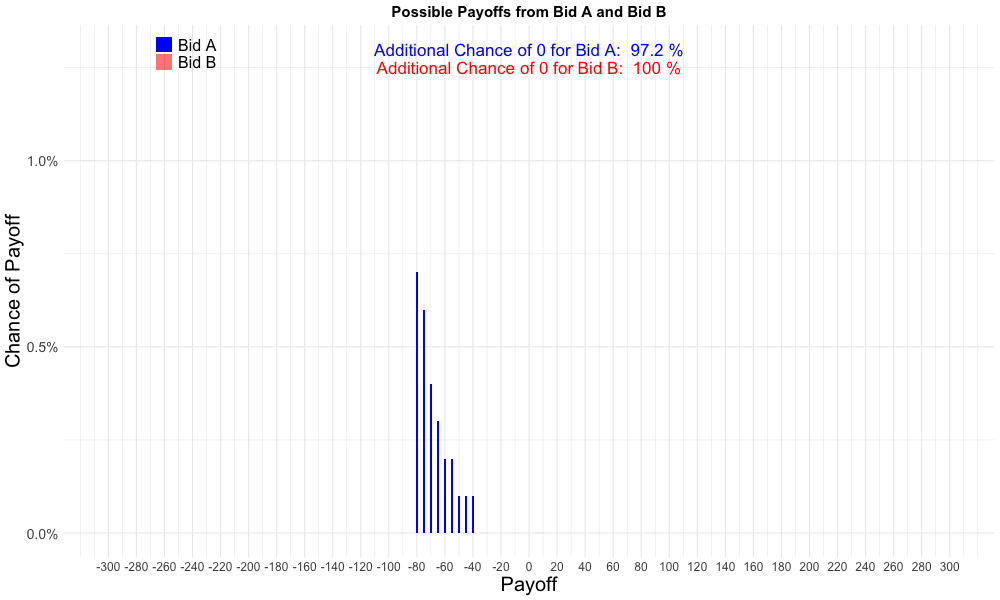 Possible Payoffs from Bid A and Bid B
Bid A
Bid B
Additional Chance of 0 for Bid A: 97.2 %
Additional Chance of 0 for Bid B: 100 %
Chance of Payoff
1.0%
0.5%
0.0%
-300 -280 -260 -240 -220 -200 -180 -160 -140 -120 -100 -80 -60 -40 -20 0 20 40 60 80 100 120 140 160 180 200 220 240 260 280 300
Payoff